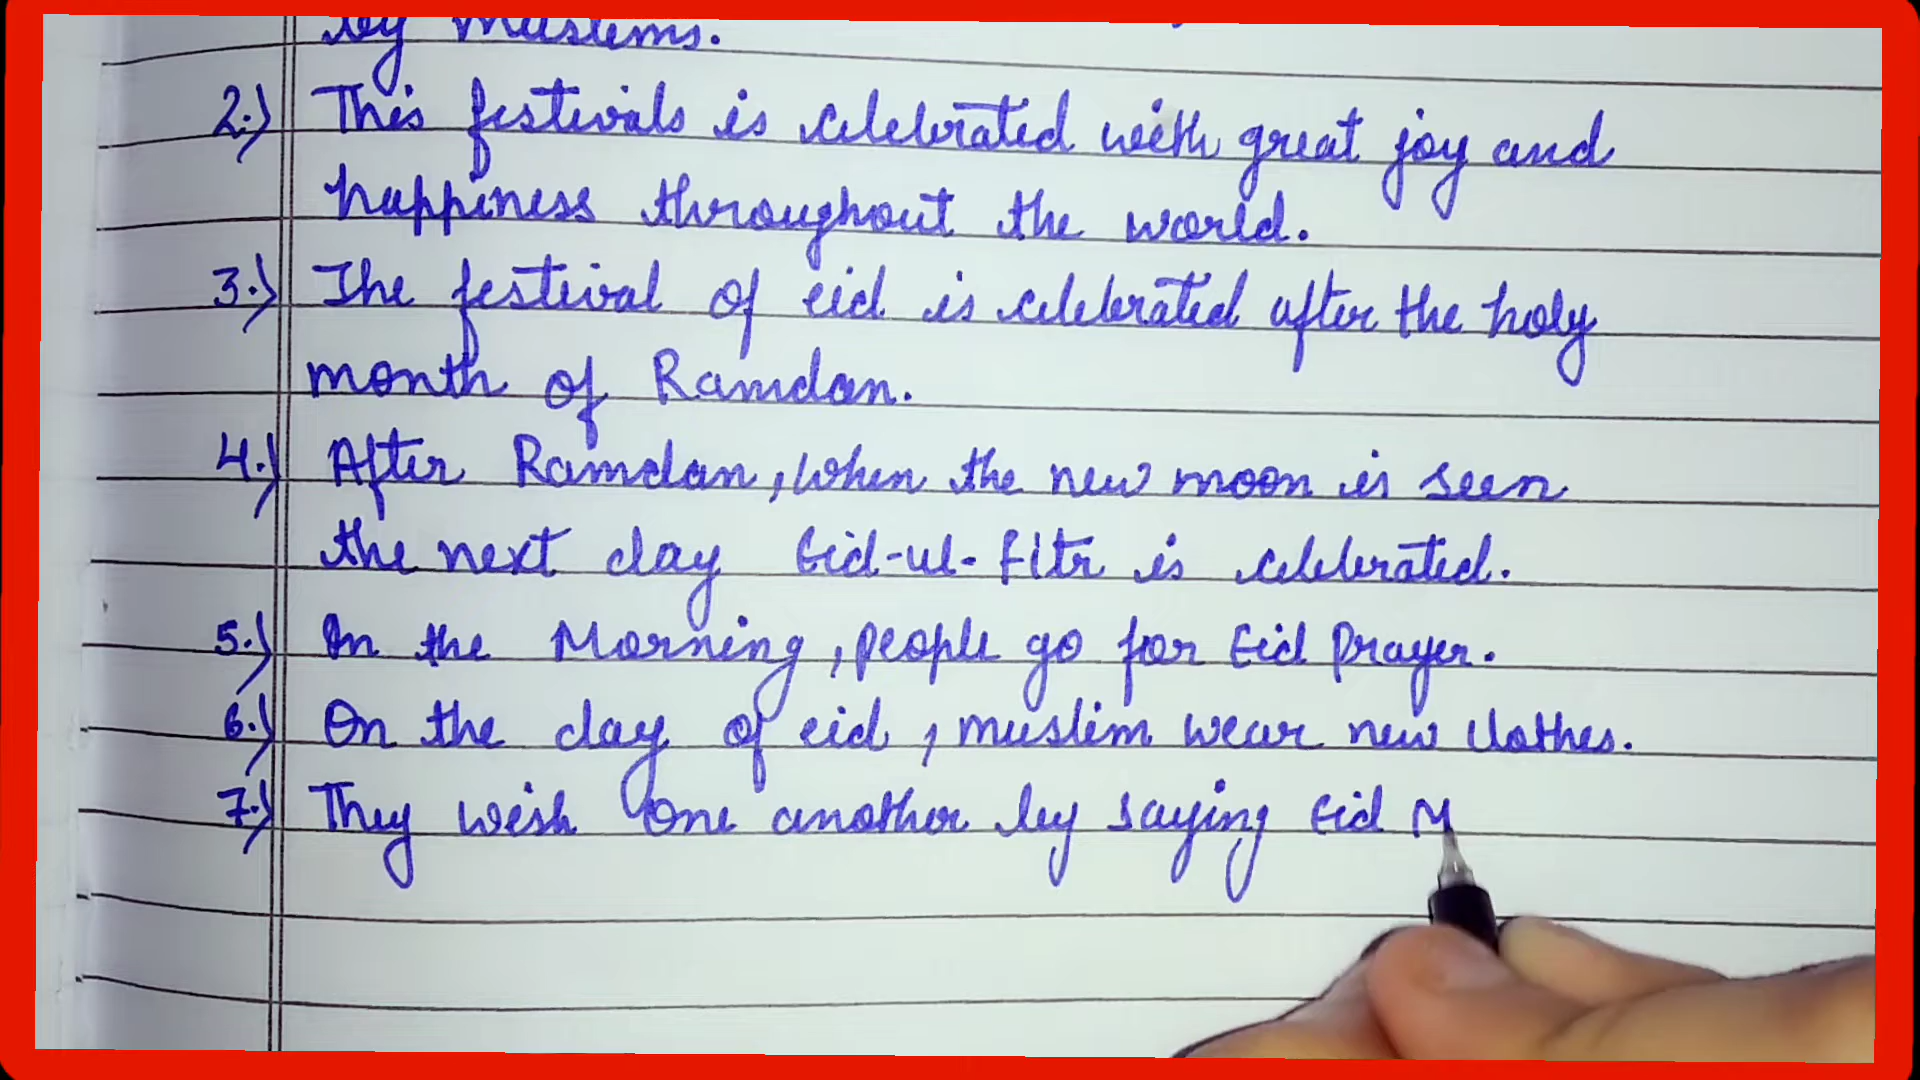 by Muslims.
2.) This festivals is celebrated with great joy and
happiness throughout the world.
3.) The festival of eid is celebrated after the holy
month of Ramdan.
4.) After Ramdan, when the new moon is seen
the next day Eid-ul-Fitr is celebrated.
5.) In the Morning, people go for Eid Prayer.
6.) On the day of eid, muslim wear new clothes.
7.) They wish one another by saying Eid M